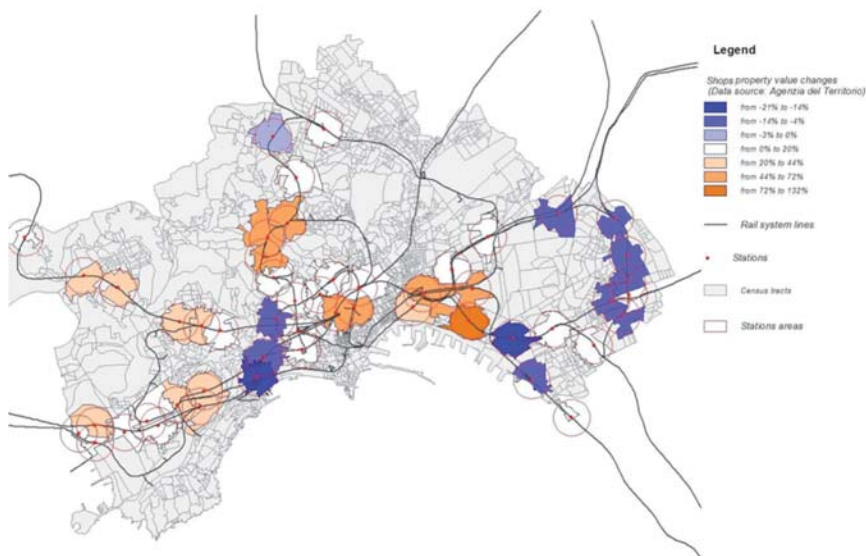 Legend
Shops property value changes
(Data source: Agenzia del Territorio)
from -21% to -14%
from -14% to -4%
from -3% to 0%
from 0% to 20%
from 20% to 44%
from 44% to 72%
from 72% to 132%
Rail system lines
Stations
Census tracts
Stations areas